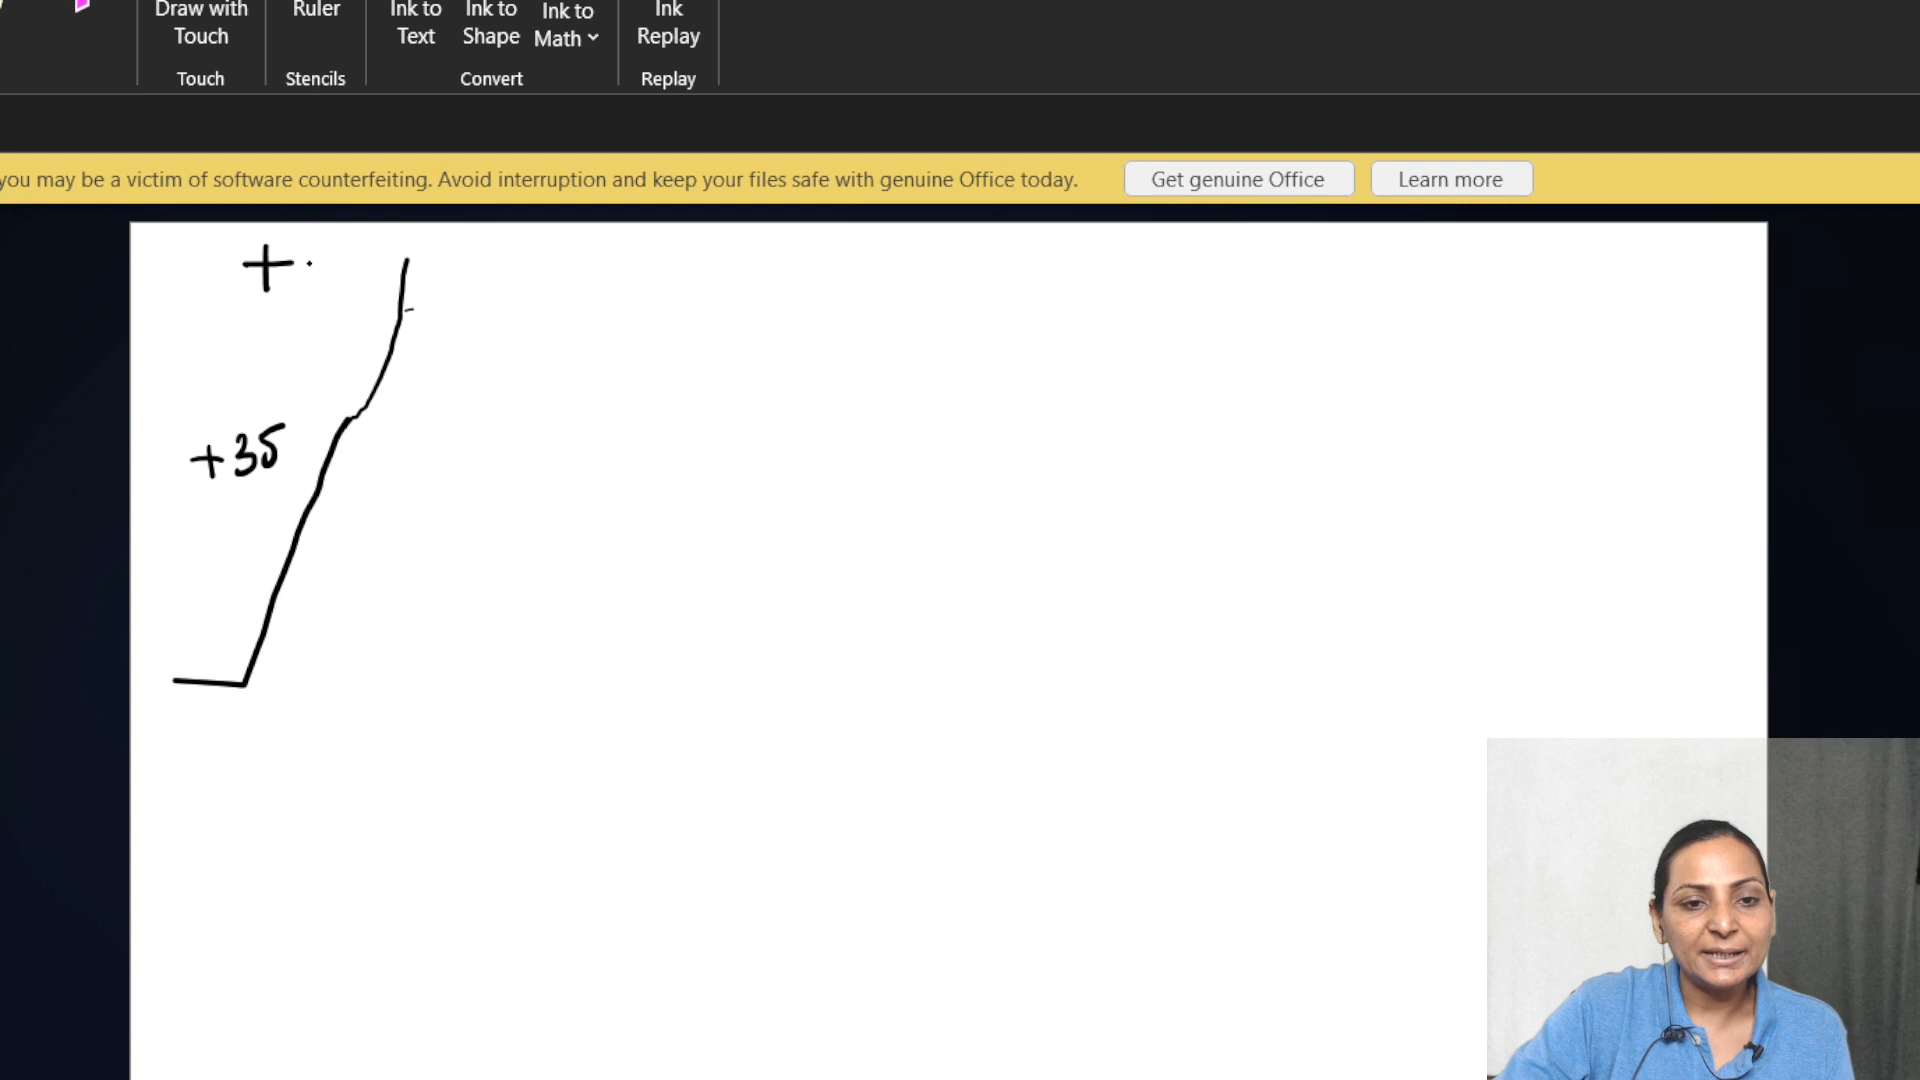 Draw with
Touch
Ruler
Ink to
Text
Ink to
Shape
Ink to
Math
Ink
Replay
Touch
Stencils
Convert
Replay
you may be a victim of software counterfeiting. Avoid interruption and keep your files safe with genuine Office today.
Get genuine Office
Learn more
+
+35